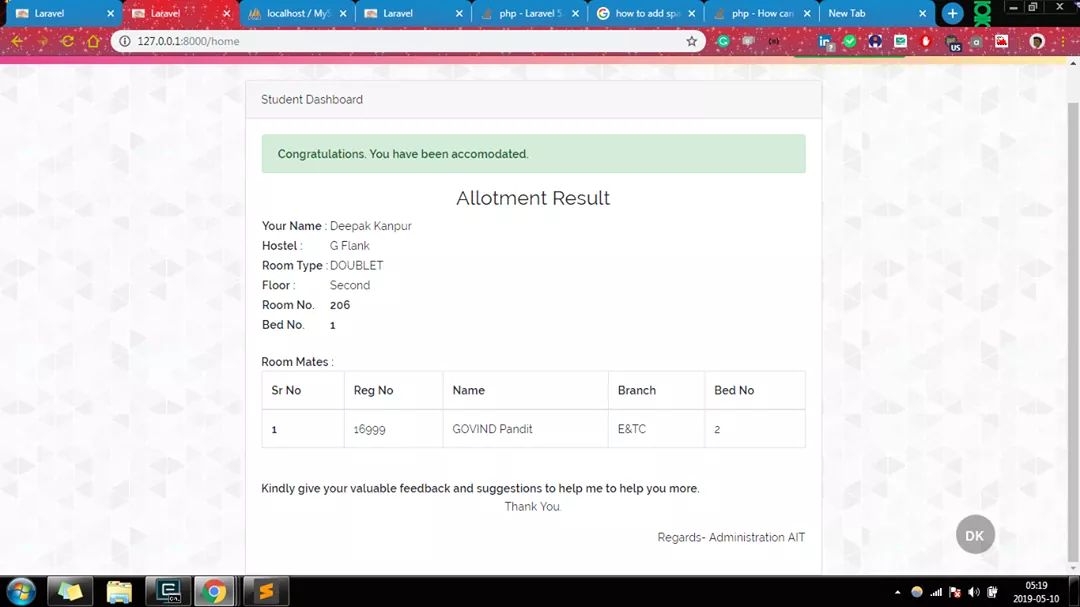 Laravel
Laravel
localhost / MyS
Laravel
php - Laravel 5
how to add spa
php - How can
New Tab
127.0.0.1:8000/home
US
Student Dashboard
Congratulations. You have been accomodated.
Allotment Result
Your Name : Deepak Kanpur
Hostel : G Flank
Room Type : DOUBLET
Floor : Second
Room No. 206
Bed No. 1
Room Mates :
Sr No Reg No Name Branch Bed No
1 16999 GOVIND Pandit E&TC 2
Kindly give your valuable feedback and suggestions to help me to help you more.
Thank You.
Regards- Administration AIT
DK
05:19
2019-05-10